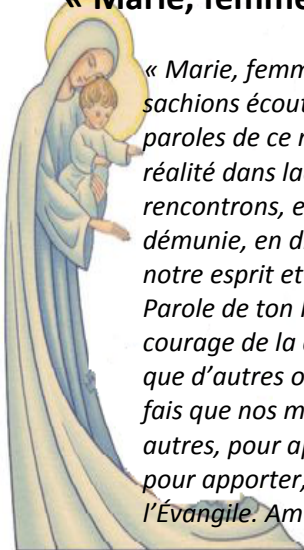 « Marie, femme
« Marie, femm
sachions écout
paroles de ce
réalité dans la
rencontrons, e
démunie, en d
notre esprit et
Parole de ton
courage de la
que d’autres o
fais que nos m
autres, pour ap
pour apporter,
l’Évangile. Am